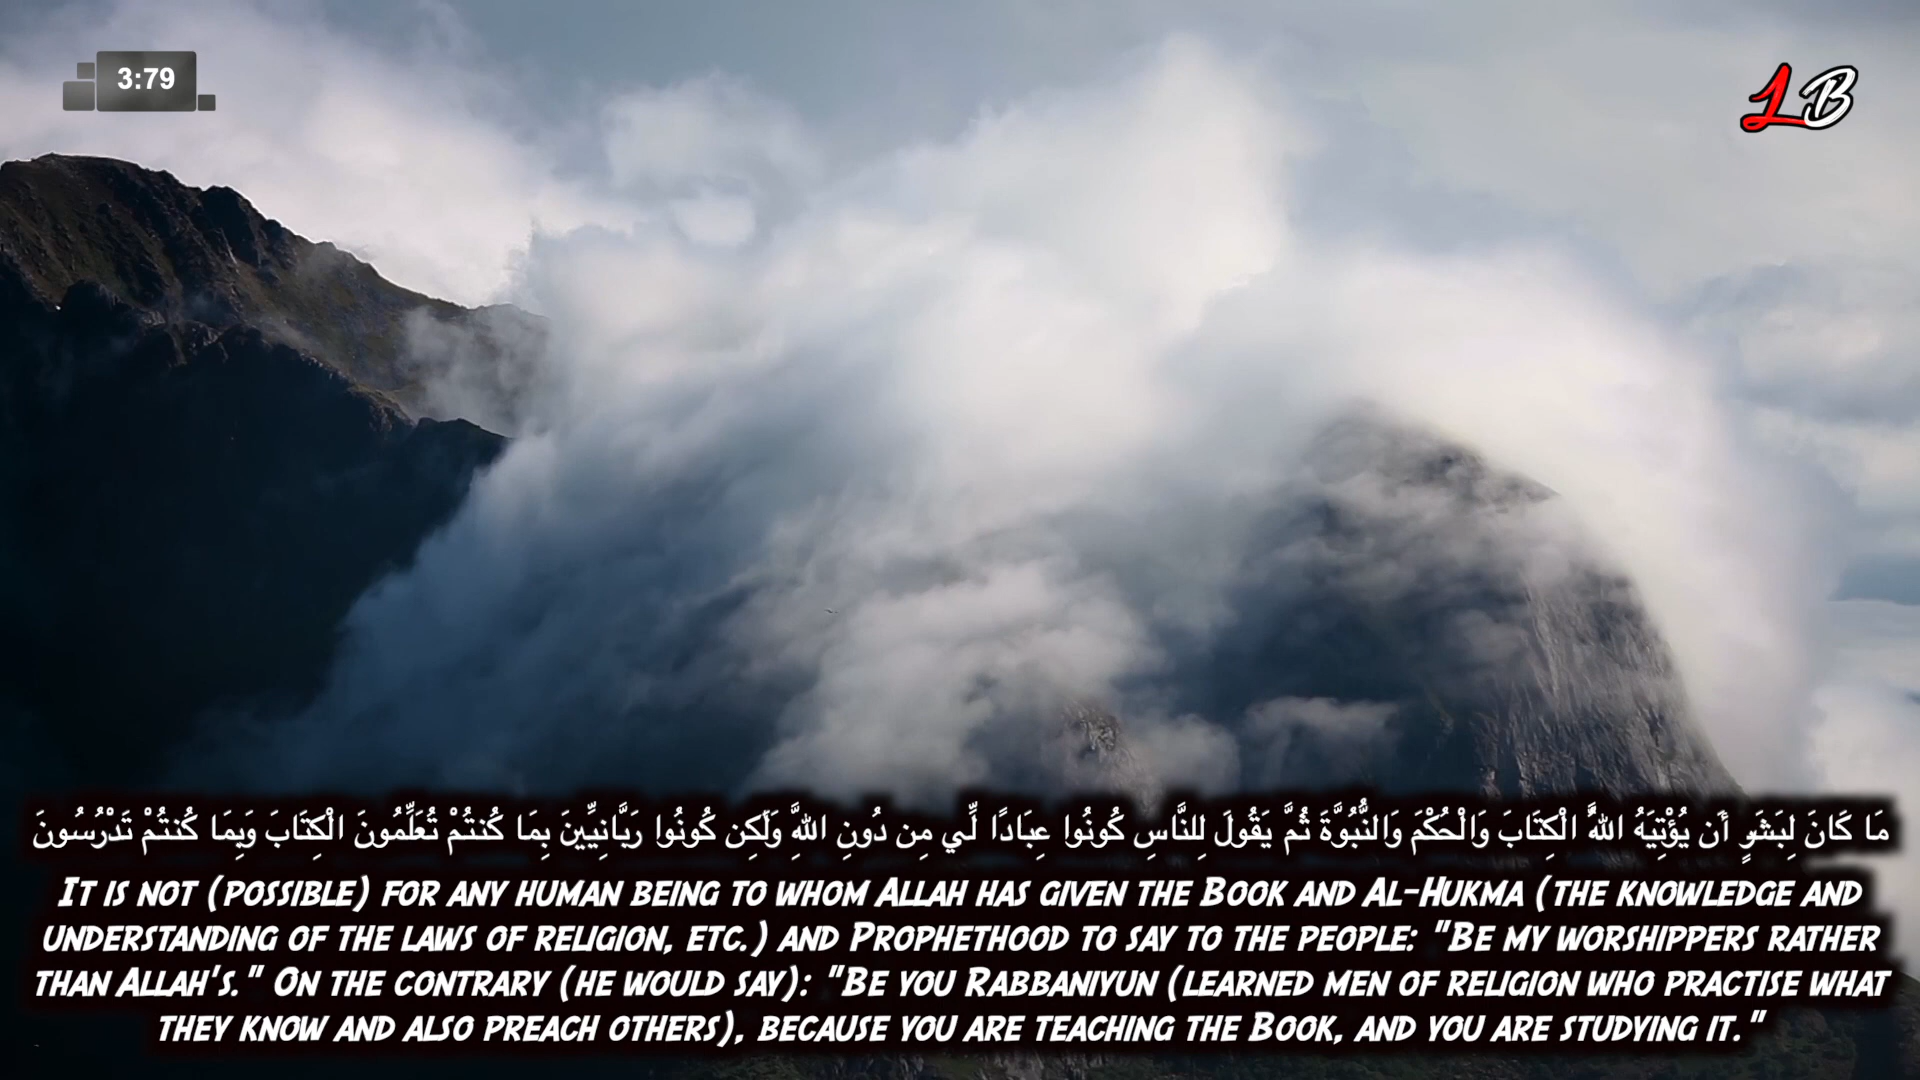 3:79
LB
مَا كَانَ لِبَشَرٍ أَن يُؤْتِيَهُ اللَّهُ الْكِتَابَ وَالْحُكْمَ وَالنُّبُوَّةَ ثُمَّ يَقُولَ لِلنَّاسِ كُونُوا عِبَادًا لِّي مِن دُونِ اللَّهِ وَلَكِن كُونُوا رَبَّانِيِّينَ بِمَا كُنتُمْ تُعَلِّمُونَ الْكِتَابَ وَبِمَا كُنتُمْ تَدْرُسُونَ
It is not (possible) for any human being to whom Allah has given the Book and Al-Hukma (the knowledge and
understanding of the laws of religion, etc.) and Prophethood to say to the people: "Be my worshippers rather
than Allah's." On the contrary (he would say): "Be you Rabbaniyun (learned men of religion who practise what
they know and also preach others), because you are teaching the Book, and you are studying it."